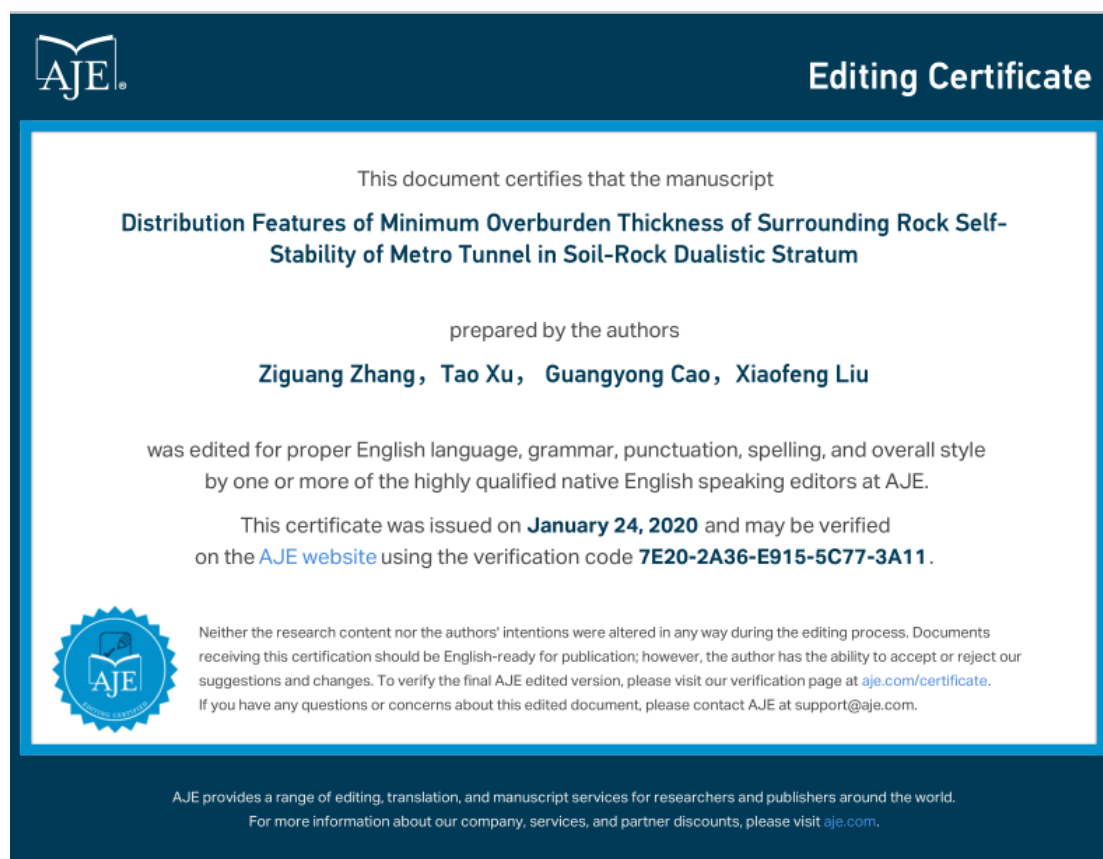 AJE®
Editing Certificate
This document certifies that the manuscript
Distribution Features of Minimum Overburden Thickness of Surrounding Rock Self-
Stability of Metro Tunnel in Soil-Rock Dualistic Stratum
prepared by the authors
Ziguang Zhang，Tao Xu， Guangyong Cao，Xiaofeng Liu
was edited for proper English language, grammar, punctuation, spelling, and overall style
by one or more of the highly qualified native English speaking editors at AJE.
This certificate was issued on January 24, 2020 and may be verified
on the AJE website using the verification code 7E20-2A36-E915-5C77-3A11.
Neither the research content nor the authors' intentions were altered in any way during the editing process. Documents
receiving this certification should be English-ready for publication; however, the author has the ability to accept or reject our
suggestions and changes. To verify the final AJE edited version, please visit our verification page at aje.com/certificate.
If you have any questions or concerns about this edited document, please contact AJE at support@aje.com.
AJE
EDITING CERTIFIED
AJE provides a range of editing, translation, and manuscript services for researchers and publishers around the world.
For more information about our company, services, and partner discounts, please visit aje.com.